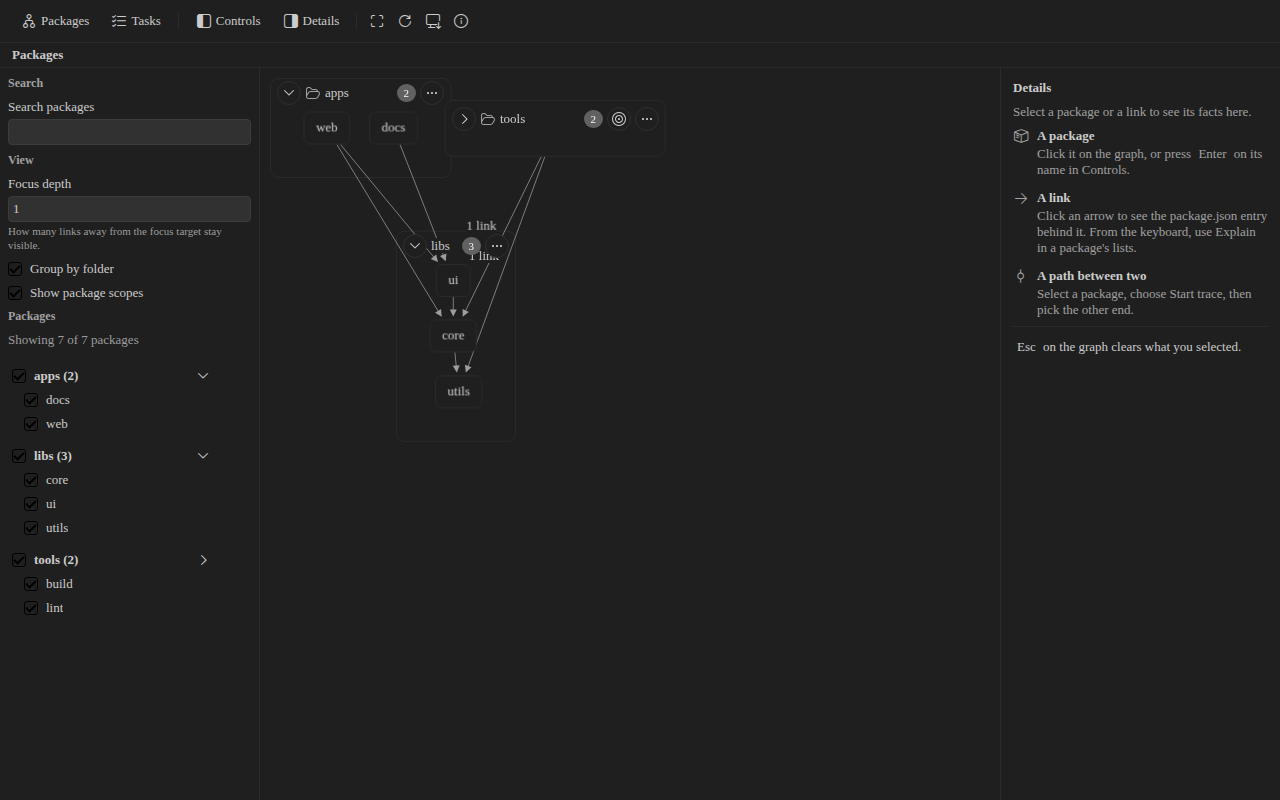 Packages
Tasks
Controls
Details
Packages
Search
Search packages
View
Focus depth
1
How many links away from the focus target stay
visible.
Group by folder
Show package scopes
Packages
Showing 7 of 7 packages
apps (2)
docs
web
libs (3)
core
ui
utils
tools (2)
build
lint
apps
2
web
docs
tools
2
1 link
libs
3
1 link
ui
core
utils
Details
Select a package or a link to see its facts here.
A package
Click it on the graph, or press Enter on its
name in Controls.
A link
Click an arrow to see the package.json entry
behind it. From the keyboard, use Explain
in a package's lists.
A path between two
Select a package, choose Start trace, then
pick the other end.
Esc on the graph clears what you selected.